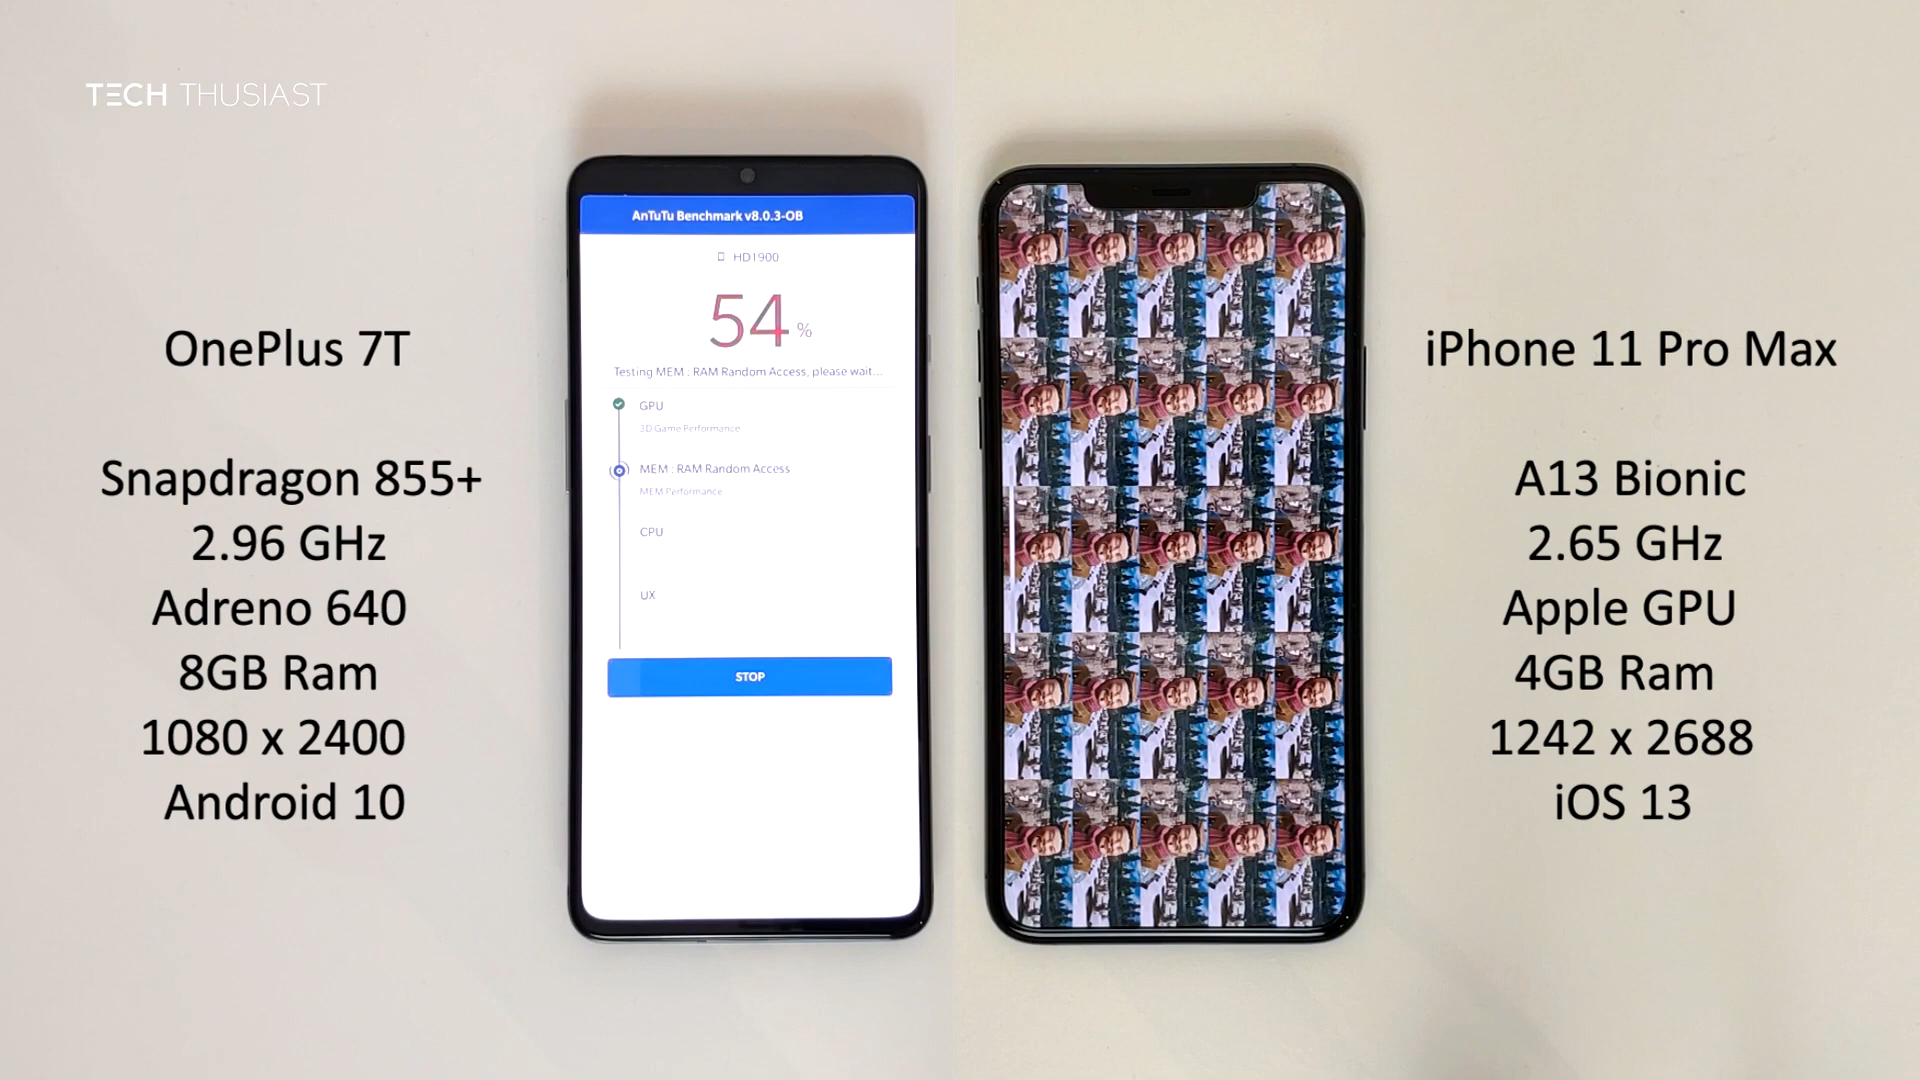 TECH THUSIAST
OnePlus 7T
Snapdragon 855+
2.96 GHz
Adreno 640
8GB Ram
1080 x 2400
Android 10
AnTuTu Benchmark v8.0.3-OB
HD1900
54 %
Testing MEM : RAM Random Access, please wait...
GPU
3D Game Performance
MEM : RAM Random Access
MEM Performance
CPU
UX
STOP
iPhone 11 Pro Max
A13 Bionic
2.65 GHz
Apple GPU
4GB Ram
1242 x 2688
iOS 13